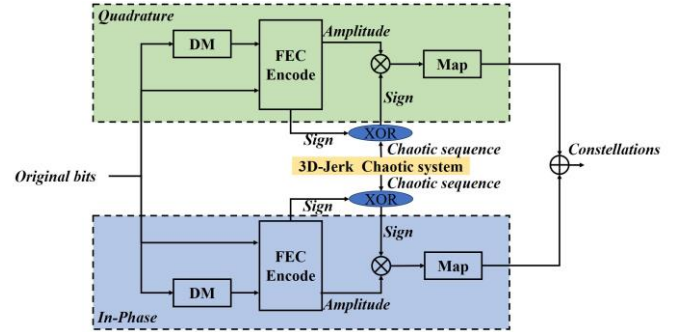 Quadrature
DM
FEC
Encode
Amplitude
Map
Sign
Sign
XOR
Chaotic sequence
Original bits
3D-Jerk Chaotic system
Constellations
Chaotic sequence
Sign
XOR
Sign
FEC
Encode
DM
Map
Amplitude
In-Phase